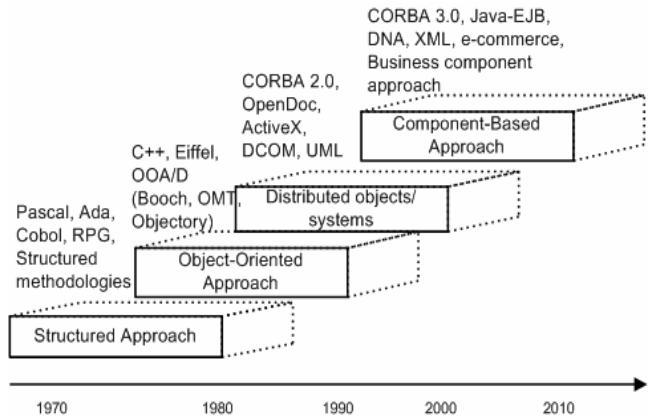 CORBA 3.0, Java-EJB,
DNA, XML, e-commerce,
Business component
approach
Component-Based
Approach
CORBA 2.0,
OpenDoc,
ActiveX,
DCOM, UML
Distributed objects/
systems
C++, Eiffel,
OOA/D
(Booch, OMT,
Objectory)
Object-Oriented
Approach
Pascal, Ada,
Cobol, RPG,
Structured
methodologies
Structured Approach
1970 1980 1990 2000 2010